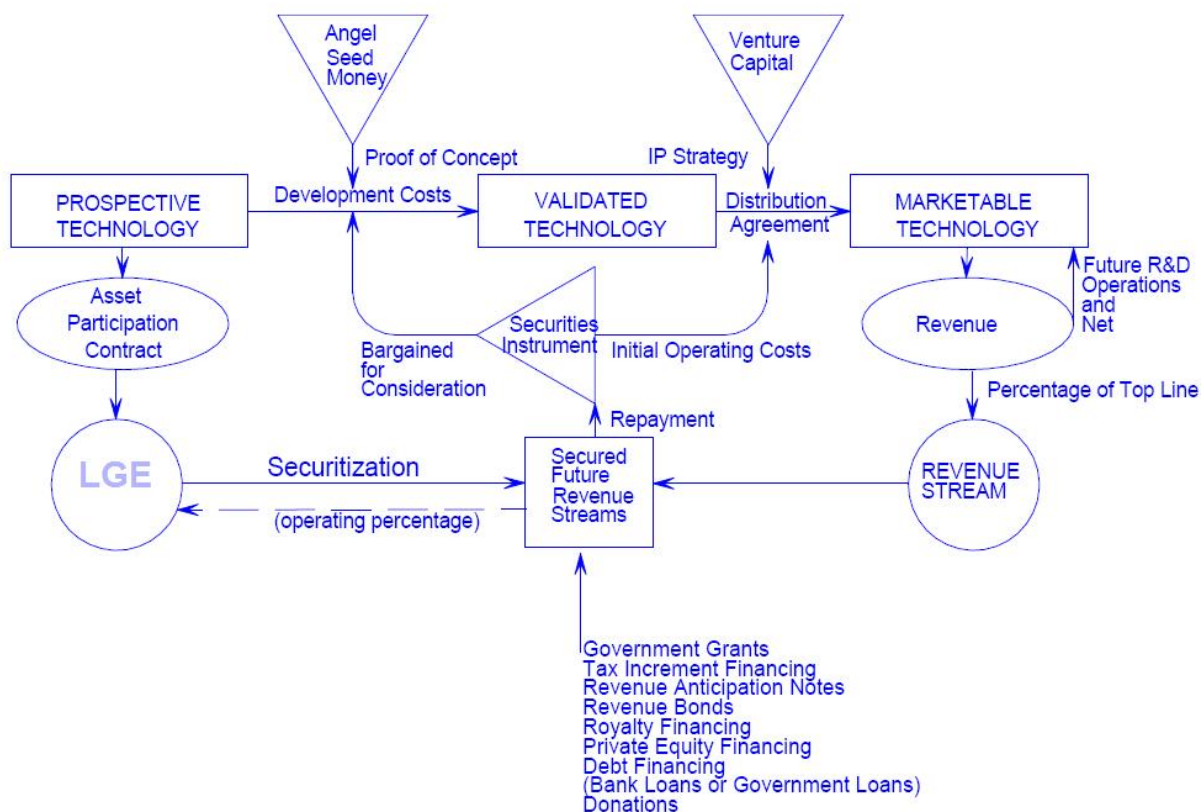 Angel
Seed
Money
Venture
Capital
Proof of Concept
IP Strategy
PROSPECTIVE
TECHNOLOGY
Development Costs
VALIDATED
TECHNOLOGY
Distribution
Agreement
MARKETABLE
TECHNOLOGY
Asset
Participation
Contract
Securities
Instrument
Bargained
for
Consideration
Initial Operating Costs
Revenue
Future R&D
Operations
and
Net
Percentage of Top Line
Repayment
LGE
Securitization
(operating percentage)
Secured
Future
Revenue
Streams
REVENUE
STREAM
Government Grants
Tax Increment Financing
Revenue Anticipation Notes
Revenue Bonds
Royalty Financing
Private Equity Financing
Debt Financing
(Bank Loans or Government Loans)
Donations